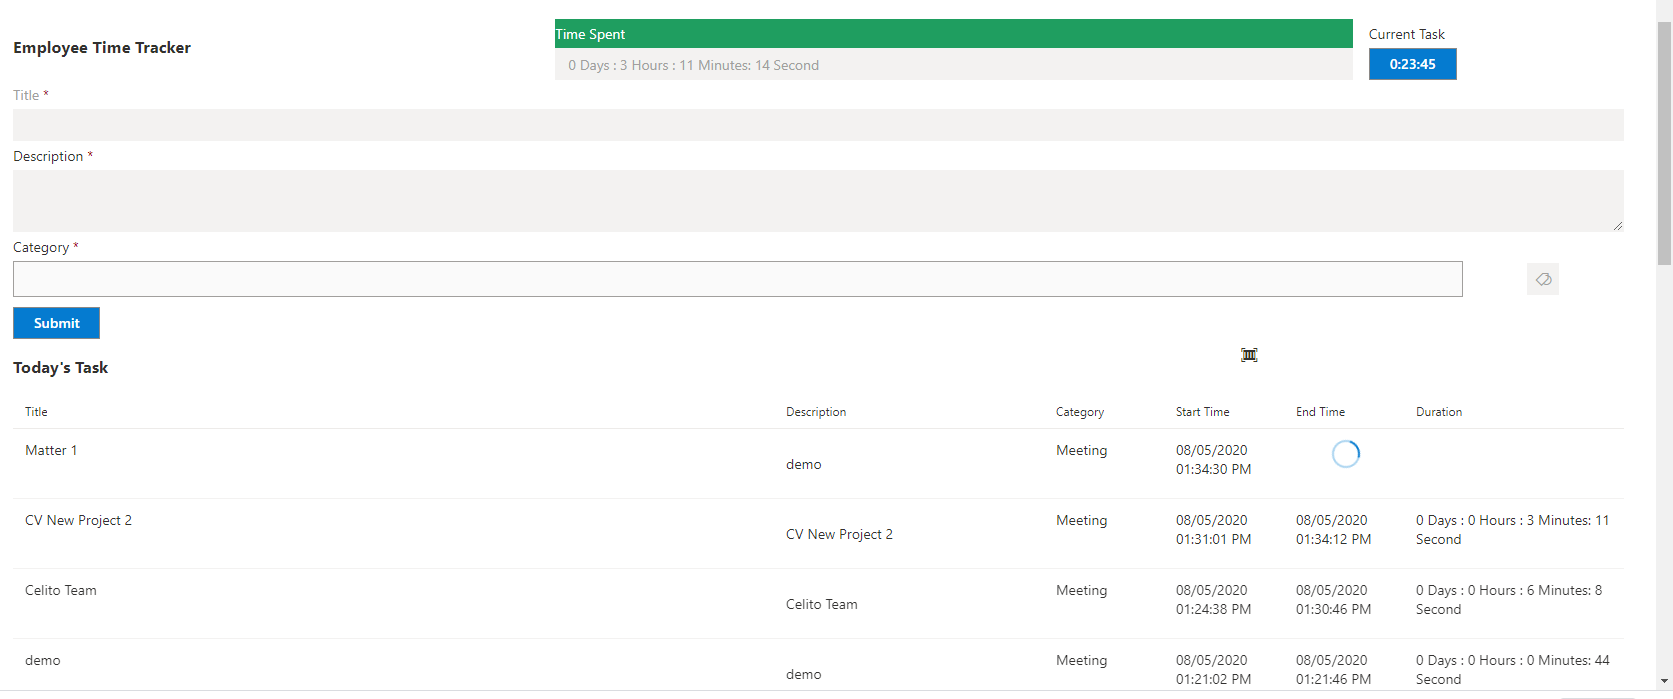 Employee Time Tracker
Time Spent
0 Days : 3 Hours : 11 Minutes: 14 Second
Current Task
0:23:45
Title *
Description *
Category *
Submit
Today's Task
Title Description Category Start Time End Time Duration
Matter 1 demo Meeting 08/05/2020
01:34:30 PM
CV New Project 2 CV New Project 2 Meeting 08/05/2020 08/05/2020 0 Days : 0 Hours : 3 Minutes: 11
01:31:01 PM 01:34:12 PM Second
Celito Team Celito Team Meeting 08/05/2020 08/05/2020 0 Days : 0 Hours : 6 Minutes: 8
01:24:38 PM 01:30:46 PM Second
demo demo Meeting 08/05/2020 08/05/2020 0 Days : 0 Hours : 0 Minutes: 44
01:21:02 PM 01:21:46 PM Second